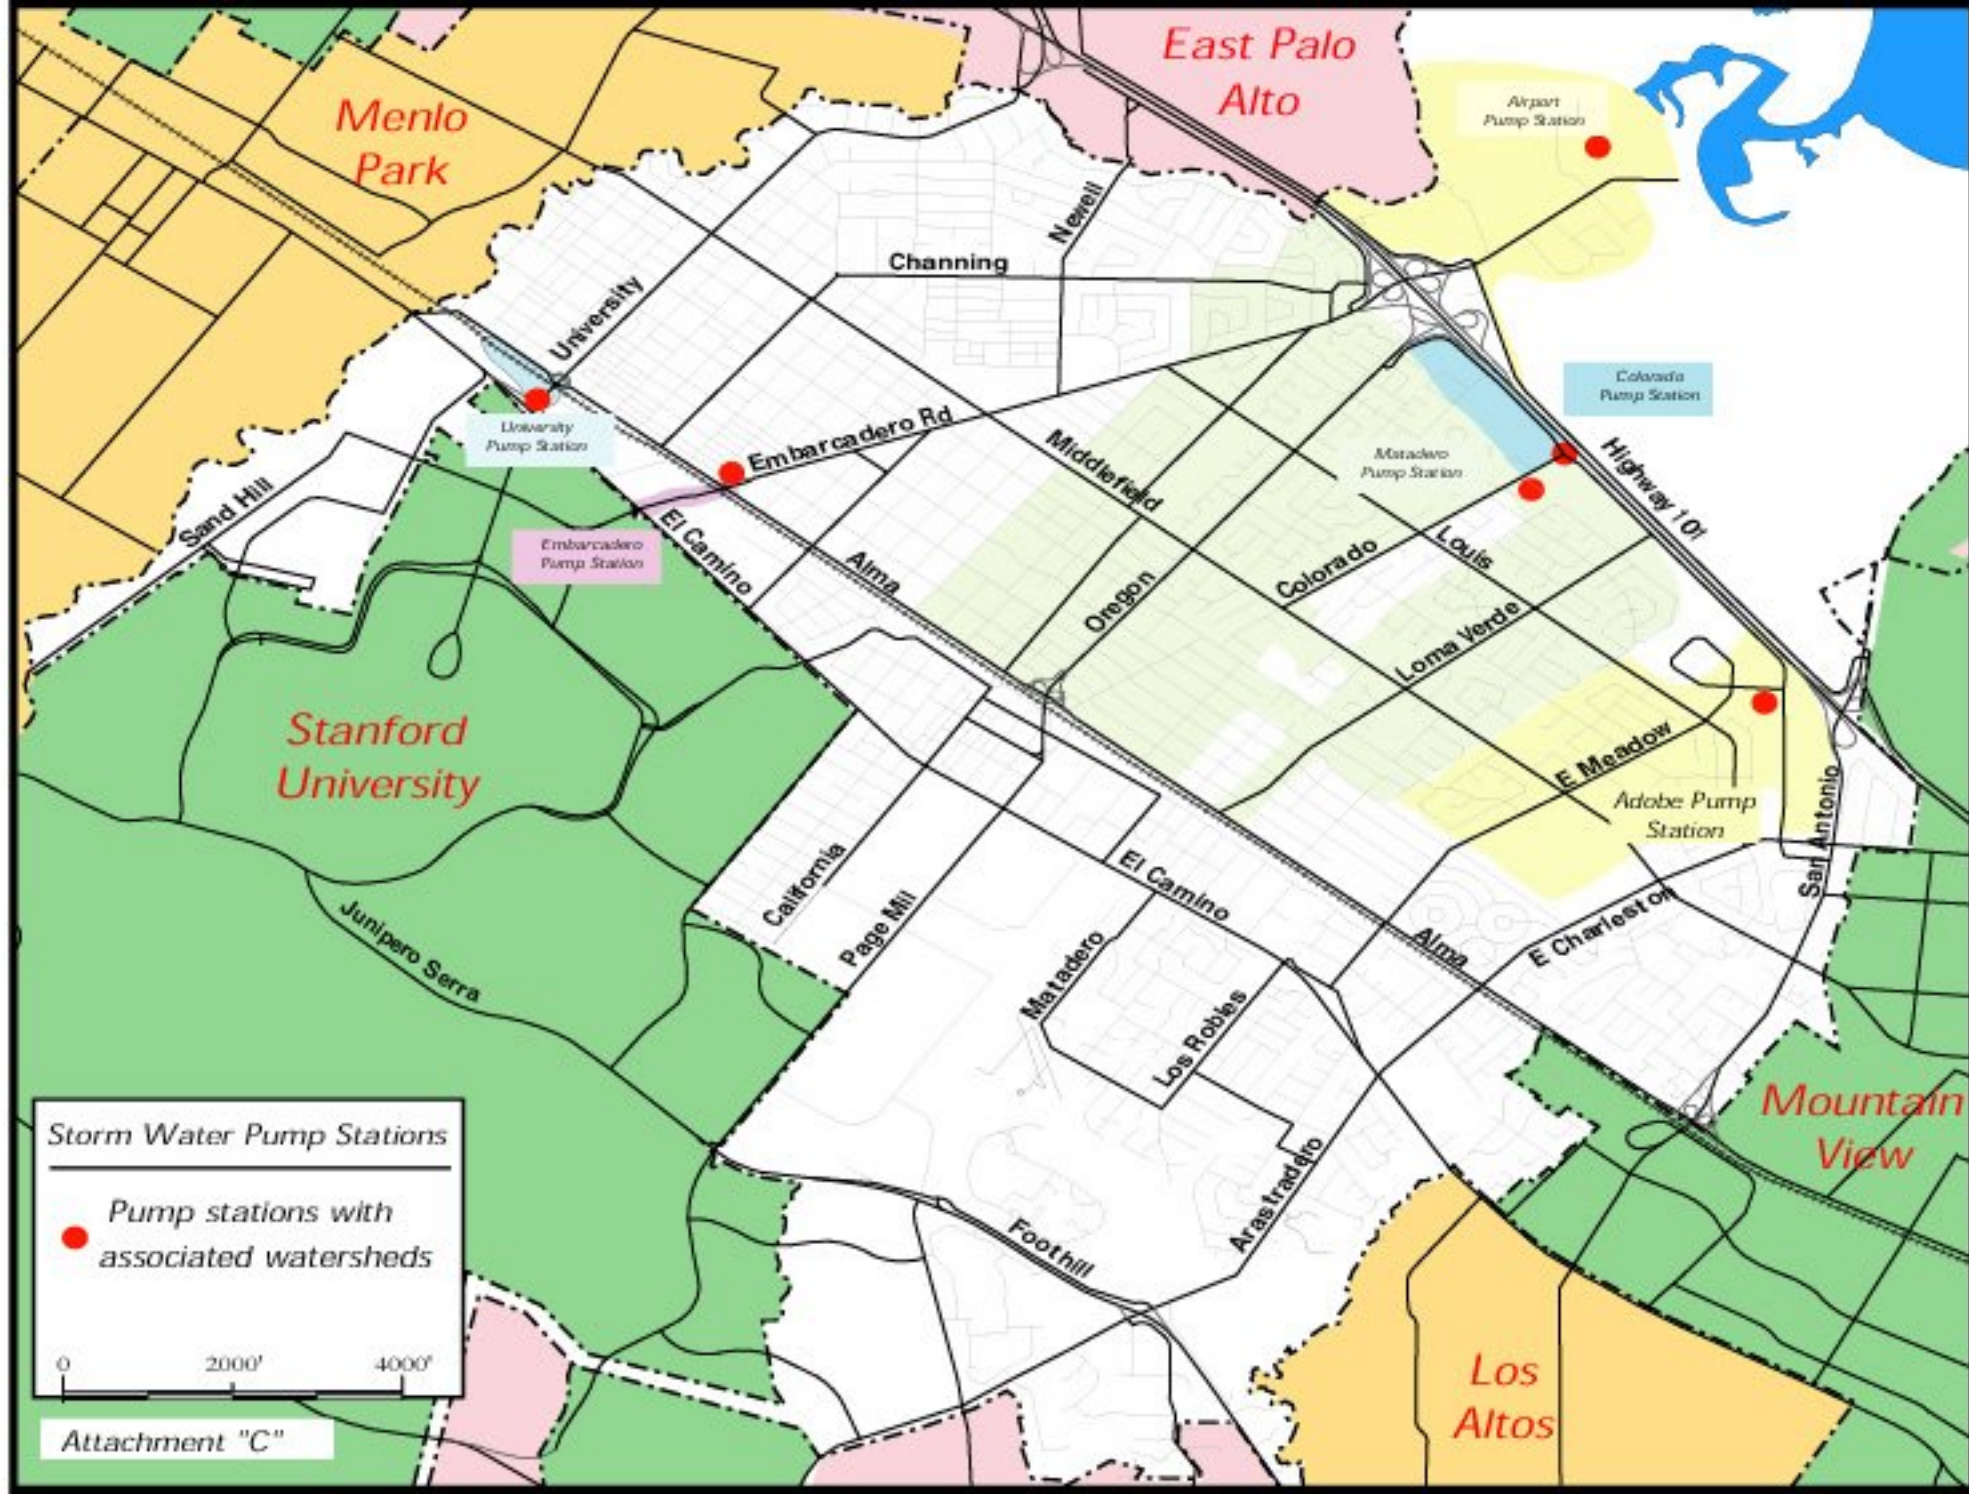 East Palo
Alto
Airport
Pump Station
Menlo
Park
Newell
Channing
University
Colorado
Pump Station
University
Pump Station
Embarcadero Rd
Middlefield
Matadero
Pump Station
Highway 101
Sand Hill
El Camino
Embarcadero
Pump Station
Alma
Louis
Colorado
Oregon
Loma Verde
Stanford
University
E Meadow
Adobe Pump
Station
San Antonio
California
Page Mil
El Camino
Junipero Serra
Alma
E Charleston
Matadero
Los Robles
Mountain
View
Arastradero
Foothill
Los
Altos
Storm Water Pump Stations
Pump stations with
associated watersheds
0 2000' 4000'
Attachment "C"